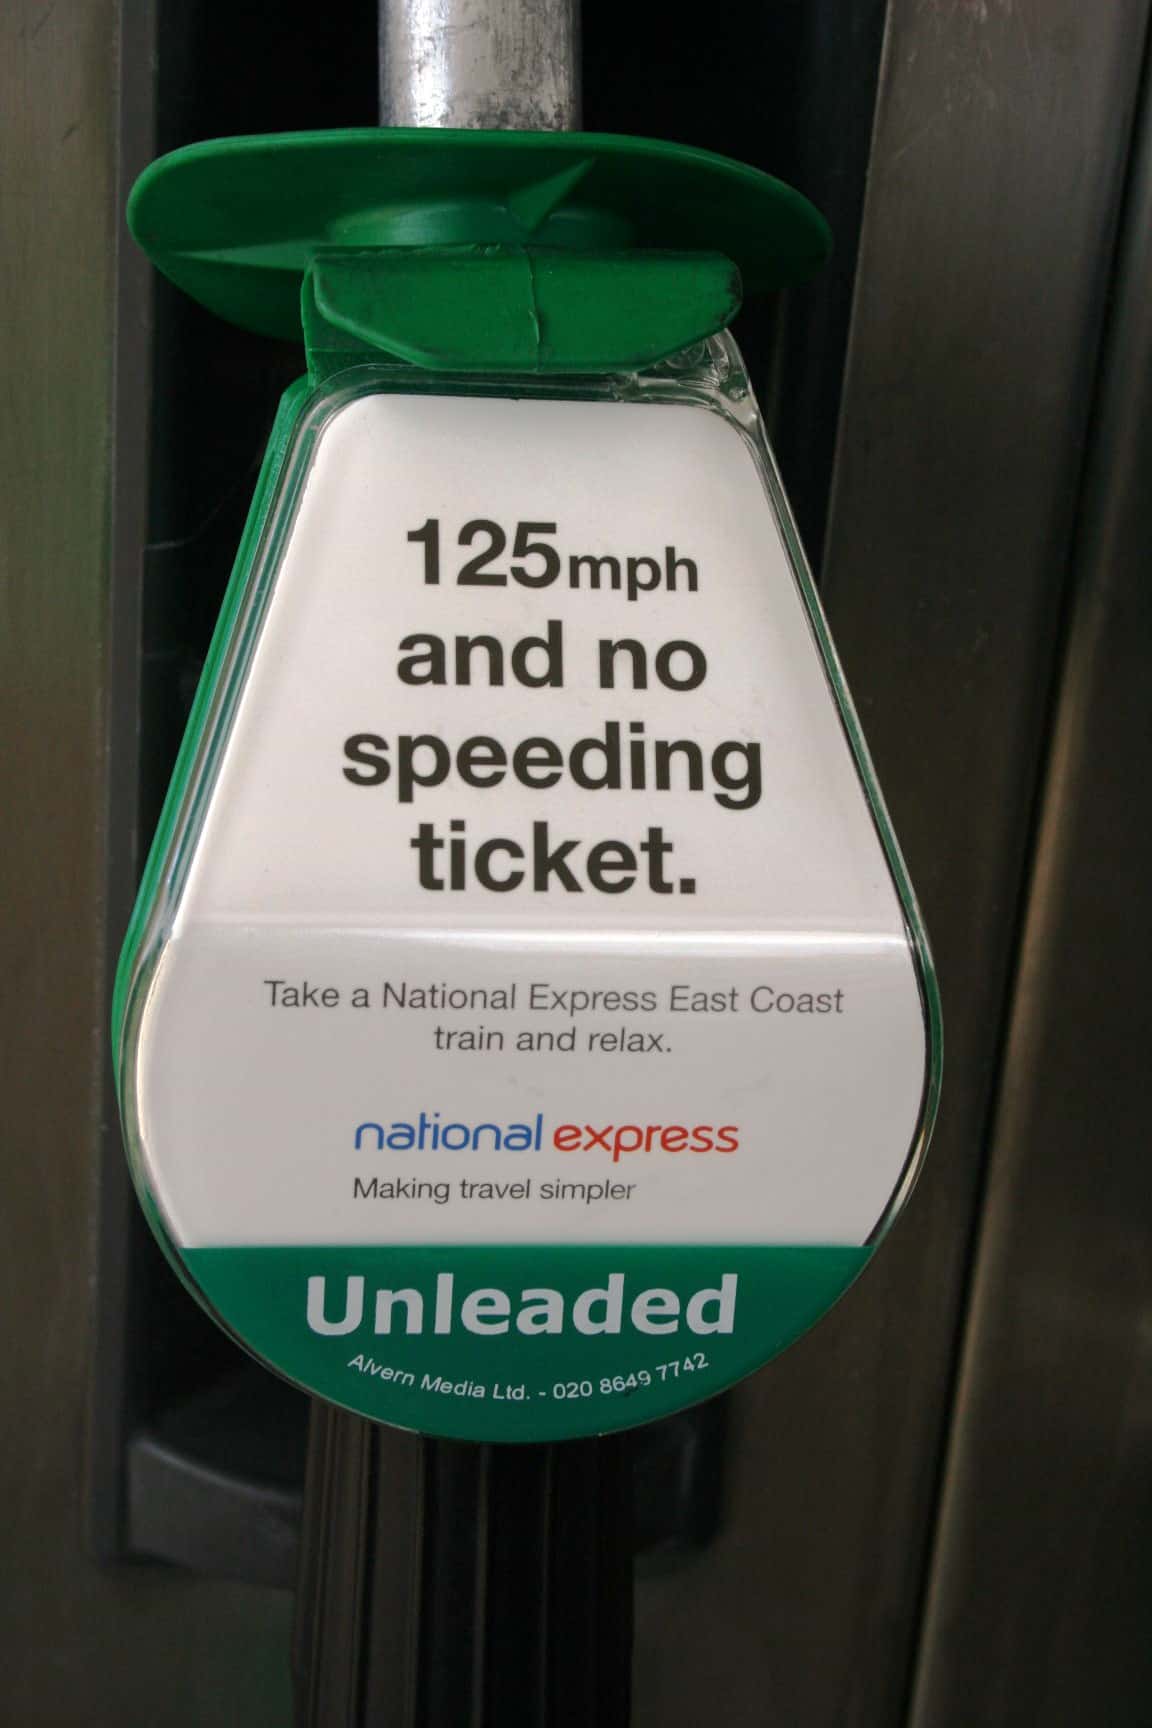 125mph
and no
speeding
ticket.
Take a National Express East Coast
train and relax.
national express
Making travel simpler
Unleaded
Alvern Media Ltd. - 020 8649 7742